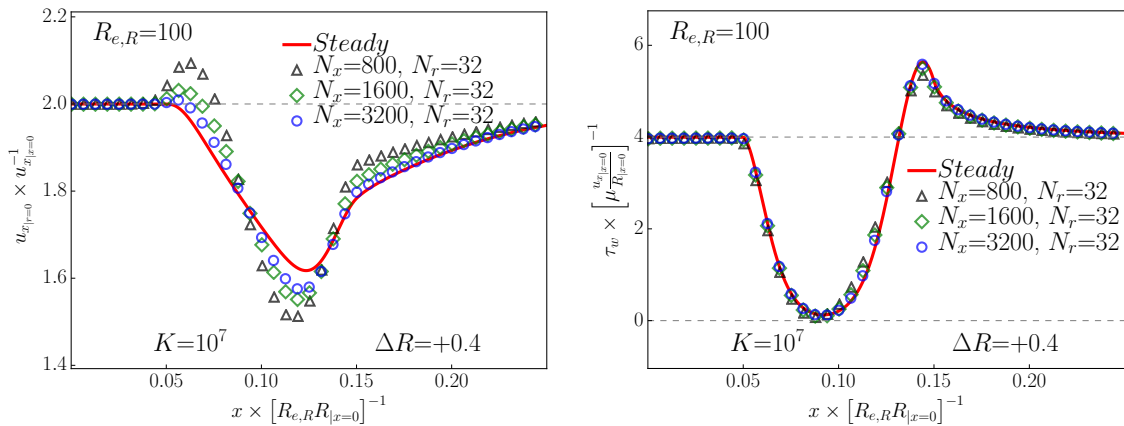 R_{e,R}=100
Steady
N_x=800, N_r=32
N_x=1600, N_r=32
N_x=3200, N_r=32
K=10^7
ΔR=+0.4
2.2
2.0
1.8
1.6
1.4
0.05
0.10
0.15
0.20
u_{x|r=0} × u_{x|x=0}^{-1}
x × [R_{e,R} R_{|x=0}]^{-1}
R_{e,R}=100
Steady
N_x=800, N_r=32
N_x=1600, N_r=32
N_x=3200, N_r=32
K=10^7
ΔR=+0.4
6
4
2
0
0.05
0.10
0.15
0.20
τ_w × [μ \frac{u_{x|x=0}}{R_{|x=0}}]^{-1}
x × [R_{e,R} R_{|x=0}]^{-1}